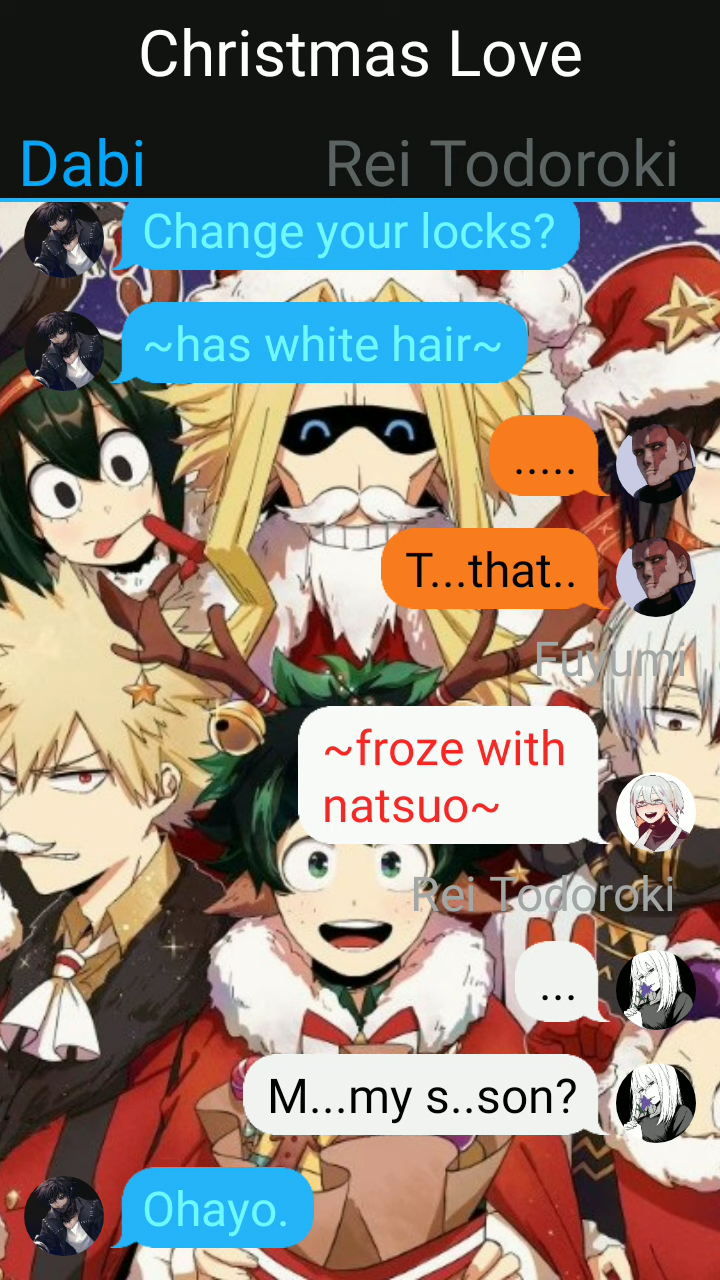 Christmas Love
Dabi
Rei Todoroki
Change your locks?
~has white hair~
.....
T...that..
Fuyumi
~froze with
natsuo~
Rei Todoroki
...
M...my s..son?
Ohayo.